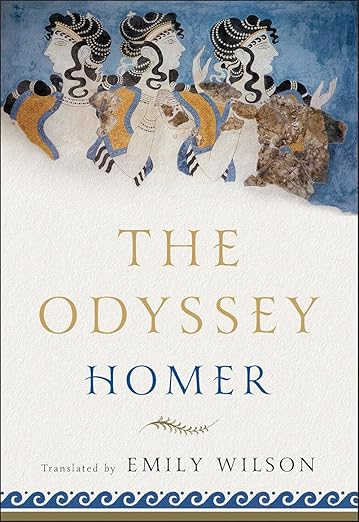 THE
ODYSSEY
HOMER
Translated by EMILY WILSON